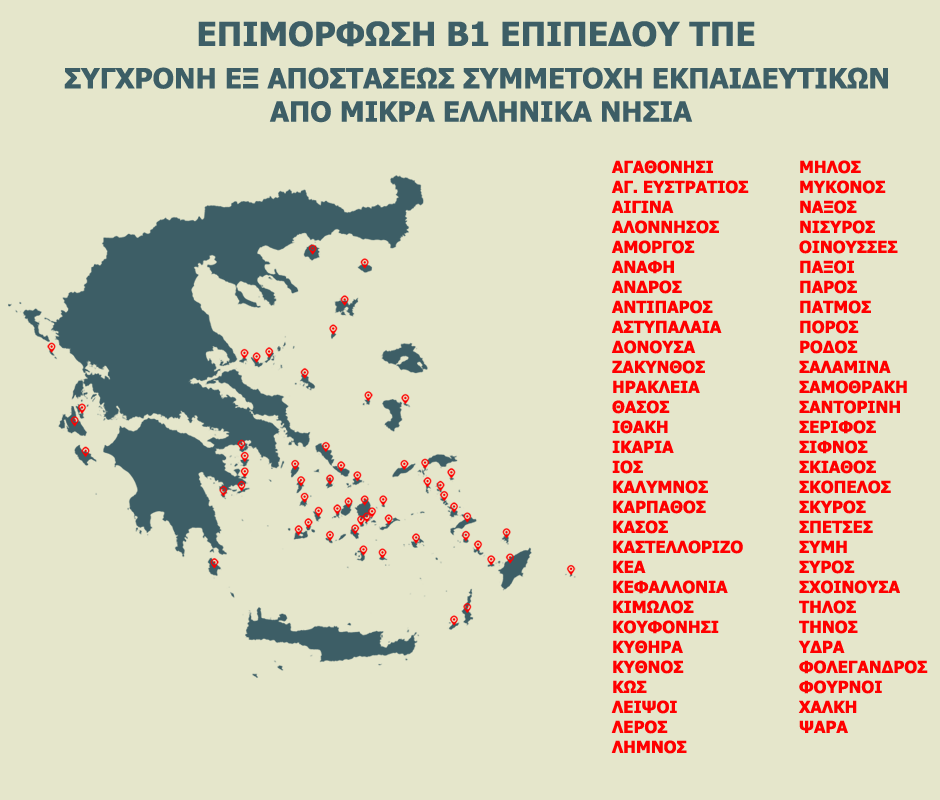 ΕΠΙΜΟΡΦΩΣΗ Β1 ΕΠΙΠΕΔΟΥ ΤΠΕ
ΣΥΓΧΡΟΝΗ ΕΞ ΑΠΟΣΤΑΣΕΩΣ ΣΥΜΜΕΤΟΧΗ ΕΚΠΑΙΔΕΥΤΙΚΩΝ
ΑΠΟ ΜΙΚΡΑ ΕΛΛΗΝΙΚΑ ΝΗΣΙΑ
ΑΓΑΘΟΝΗΣΙ
ΑΓ. ΕΥΣΤΡΑΤΙΟΣ
ΑΙΓΙΝΑ
ΑΛΟΝΝΗΣΟΣ
ΑΜΟΡΓΟΣ
ΑΝΑΦΗ
ΑΝΔΡΟΣ
ΑΝΤΙΠΑΡΟΣ
ΑΣΤΥΠΑΛΑΙΑ
ΔΟΝΟΥΣΑ
ΖΑΚΥΝΘΟΣ
ΗΡΑΚΛΕΙΑ
ΘΑΣΟΣ
ΙΘΑΚΗ
ΙΚΑΡΙΑ
ΙΟΣ
ΚΑΛΥΜΝΟΣ
ΚΑΡΠΑΘΟΣ
ΚΑΣΟΣ
ΚΑΣΤΕΛΛΟΡΙΖΟ
ΚΕΑ
ΚΕΦΑΛΛΟΝΙΑ
ΚΙΜΩΛΟΣ
ΚΟΥΦΟΝΗΣΙ
ΚΥΘΗΡΑ
ΚΥΘΝΟΣ
ΚΩΣ
ΛΕΙΨΟΙ
ΛΕΡΟΣ
ΛΗΜΝΟΣ
ΜΗΛΟΣ
ΜΥΚΟΝΟΣ
ΝΑΞΟΣ
ΝΙΣΥΡΟΣ
ΟΙΝΟΥΣΣΕΣ
ΠΑΞΟΙ
ΠΑΡΟΣ
ΠΑΤΜΟΣ
ΠΟΡΟΣ
ΡΟΔΟΣ
ΣΑΛΑΜΙΝΑ
ΣΑΜΟΘΡΑΚΗ
ΣΑΝΤΟΡΙΝΗ
ΣΕΡΙΦΟΣ
ΣΙΦΝΟΣ
ΣΚΙΑΘΟΣ
ΣΚΟΠΕΛΟΣ
ΣΚΥΡΟΣ
ΣΠΕΤΣΕΣ
ΣΥΜΗ
ΣΥΡΟΣ
ΣΧΟΙΝΟΥΣΑ
ΤΗΛΟΣ
ΤΗΝΟΣ
ΥΔΡΑ
ΦΟΛΕΓΑΝΔΡΟΣ
ΦΟΥΡΝΟΙ
ΧΑΛΚΗ
ΨΑΡΑ